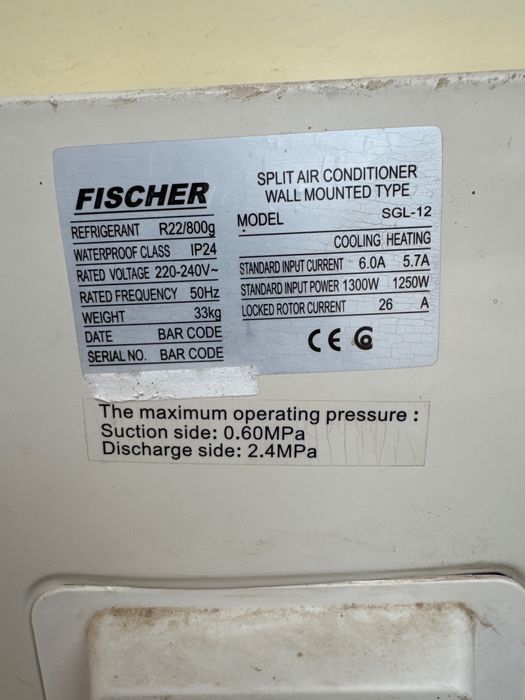 FISCHER
REFRIGERANT R22/800g
WATERPROOF CLASS IP24
RATED VOLTAGE 220-240V~
RATED FREQUENCY 50Hz
WEIGHT 33kg
DATE BAR CODE
SERIAL NO. BAR CODE
SPLIT AIR CONDITIONER
WALL MOUNTED TYPE
MODEL SGL-12
COOLING HEATING
STANDARD INPUT CURRENT 6.0A 5.7A
STANDARD INPUT POWER 1300W 1250W
LOCKED ROTOR CURRENT 26 A
CE
The maximum operating pressure :
Suction side: 0.60MPa
Discharge side: 2.4MPa